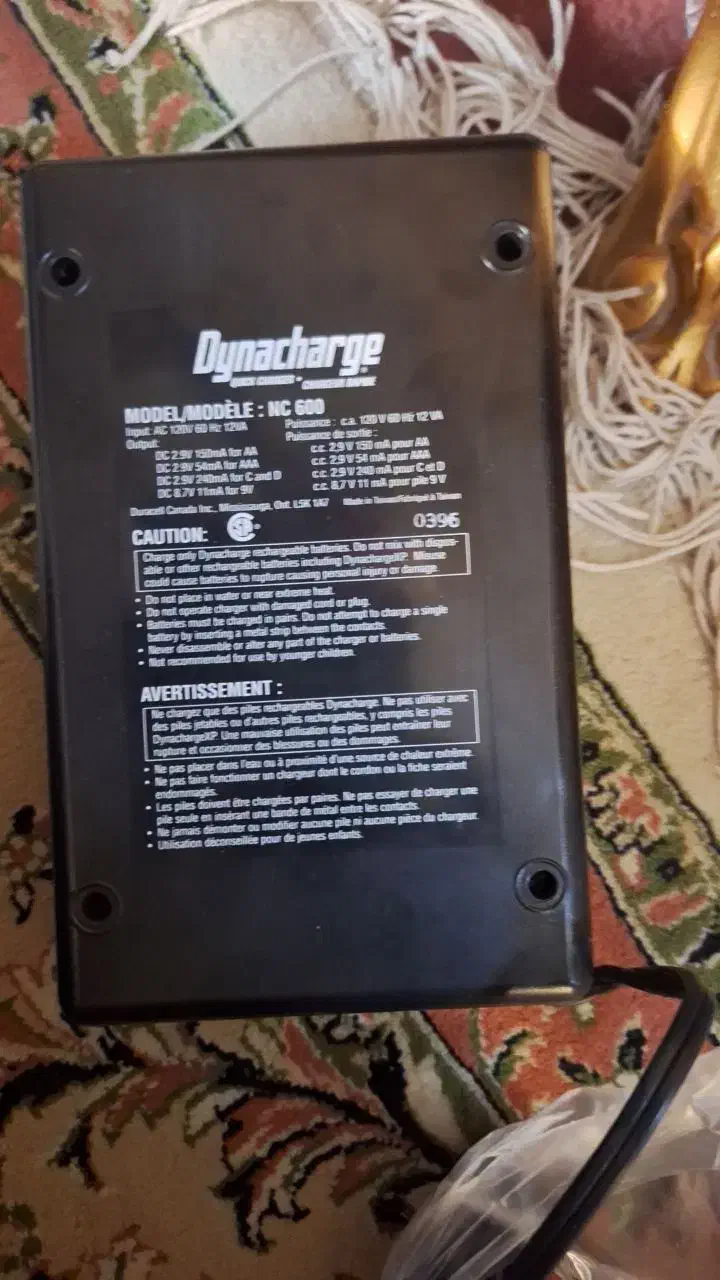 Dynacharge
QUICK CHARGER • CHARGEUR RAPIDE
MODEL/MODÈLE : NC 600
Input: AC 120V 60 Hz 12VA
Output:
DC 2.9V 150mA for AA
DC 2.9V 54mA for AAA
DC 2.9V 240mA for C and D
DC 8.7V 11mA for 9V
Puissance : c.a. 120 V 60 Hz 12 VA
Puissance de sortie :
c.c. 2.9 V 150 mA pour AA
c.c. 2.9 V 54 mA pour AAA
c.c. 2.9 V 240 mA pour C et D
c.c. 8,7 V 11 mA pour pile 9 V
Duracell Canada Inc., Mississauga, Ont. L5K 1A7 Made in Taiwan/Fabriqué à Taiwan
CAUTION: 0396
Charge only Dynacharge rechargeable batteries. Do not mix with dispos-
able or other rechargeable batteries including DynachargeXP. Misuse
could cause batteries to rupture causing personal injury or damage.
• Do not place in water or near extreme heat.
• Do not operate charger with damaged cord or plug.
• Batteries must be charged in pairs. Do not attempt to charge a single
battery by inserting a metal strip between the contacts.
• Never disassemble or alter any part of the charger or batteries.
• Not recommended for use by younger children.
AVERTISSEMENT :
Ne chargez que des piles rechargeables Dynacharge. Ne pas utiliser avec
des piles jetables ou d'autres piles rechargeables, y compris les piles
DynachargeXP. Une mauvaise utilisation des piles peut entraîner leur
rupture et occasionner des blessures ou des dommages.
• Ne pas placer dans l'eau ou à proximité d'une source de chaleur extrême.
• Ne pas faire fonctionner un chargeur dont le cordon ou la fiche seraient
endommagés.
• Les piles doivent être chargées par paires. Ne pas essayer de charger une
pile seule en insérant une bande de métal entre les contacts.
• Ne jamais démonter ou modifier aucune pile ni aucune pièce du chargeur.
• Utilisation déconseillée pour de jeunes enfants.